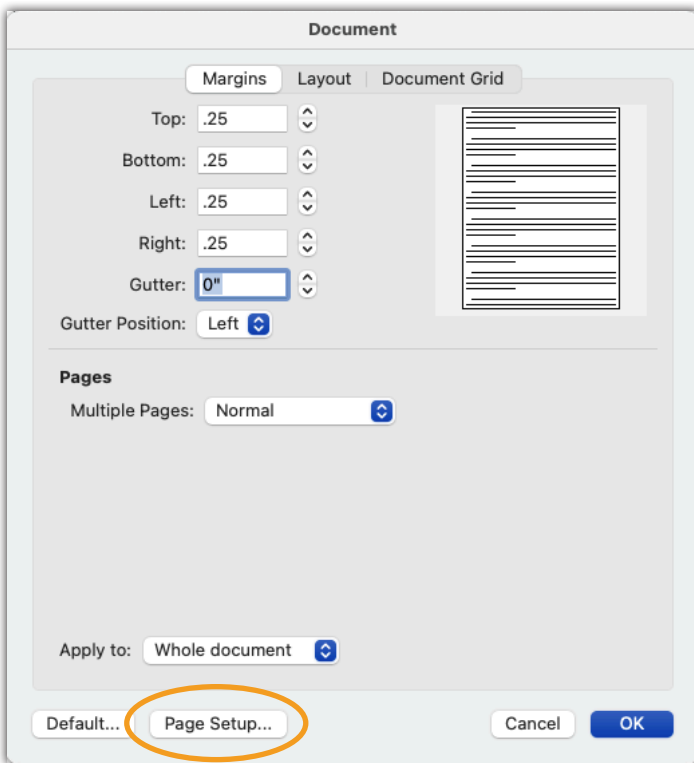 Document
Margins Layout Document Grid
Top: .25
Bottom: .25
Left: .25
Right: .25
Gutter: 0"
Gutter Position: Left
Pages
Multiple Pages: Normal
Apply to: Whole document
Default... Page Setup... Cancel OK